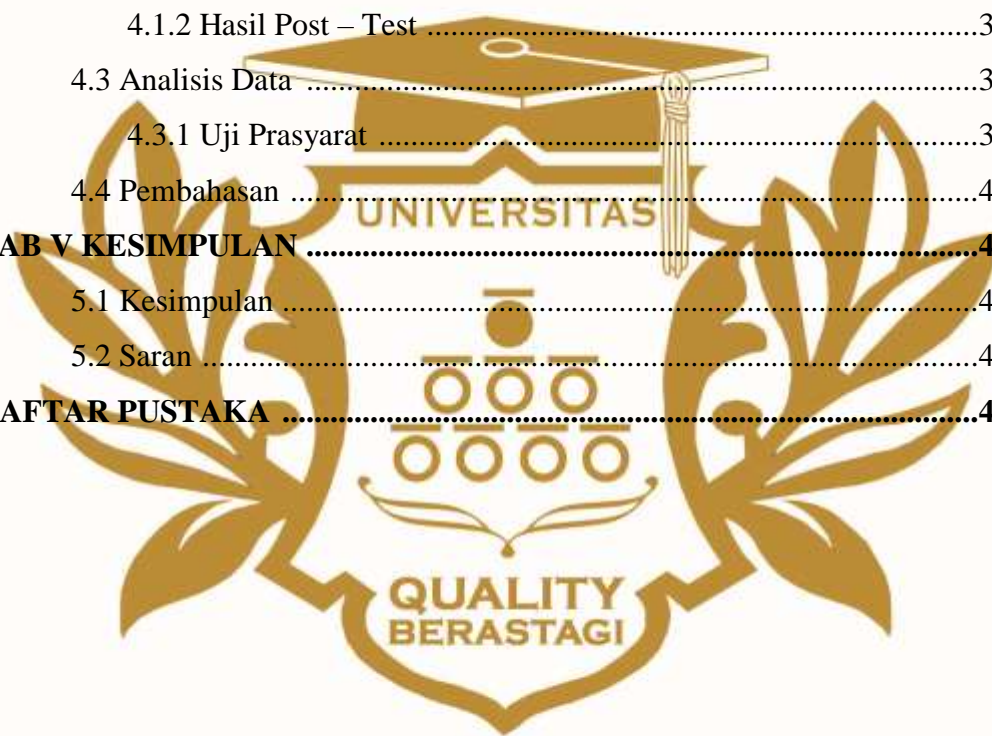 4.1.2 Hasil Post – Test ........................................................................3
4.3 Analisis Data .....................................................................................3
4.3.1 Uji Prasyarat ..............................................................................3
4.4 Pembahasan .......................................................................................4
UNIVERSITAS
AB V KESIMPULAN .....................................................................................4
5.1 Kesimpulan ........................................................................................4
5.2 Saran ..................................................................................................4
AFTAR PUSTAKA ........................................................................................4
QUALITY
BERASTAGI